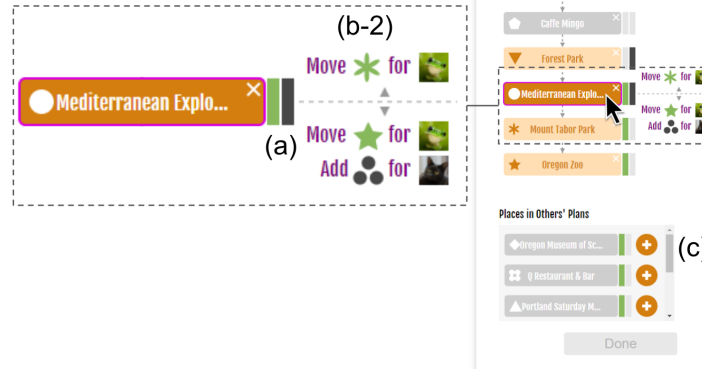 (b-2)
Move for
Mediterranean Explo...
(a)
Move for
Add for
Caffe Mingo
Forest Park
Move for
Mediterranean Explo...
Move for
Mount Tabor Park
Add for
Oregon Zoo
Places in Others' Plans
Oregon Museum of Sc...
(c)
Q Restaurant & Bar
Portland Saturday M...
Done